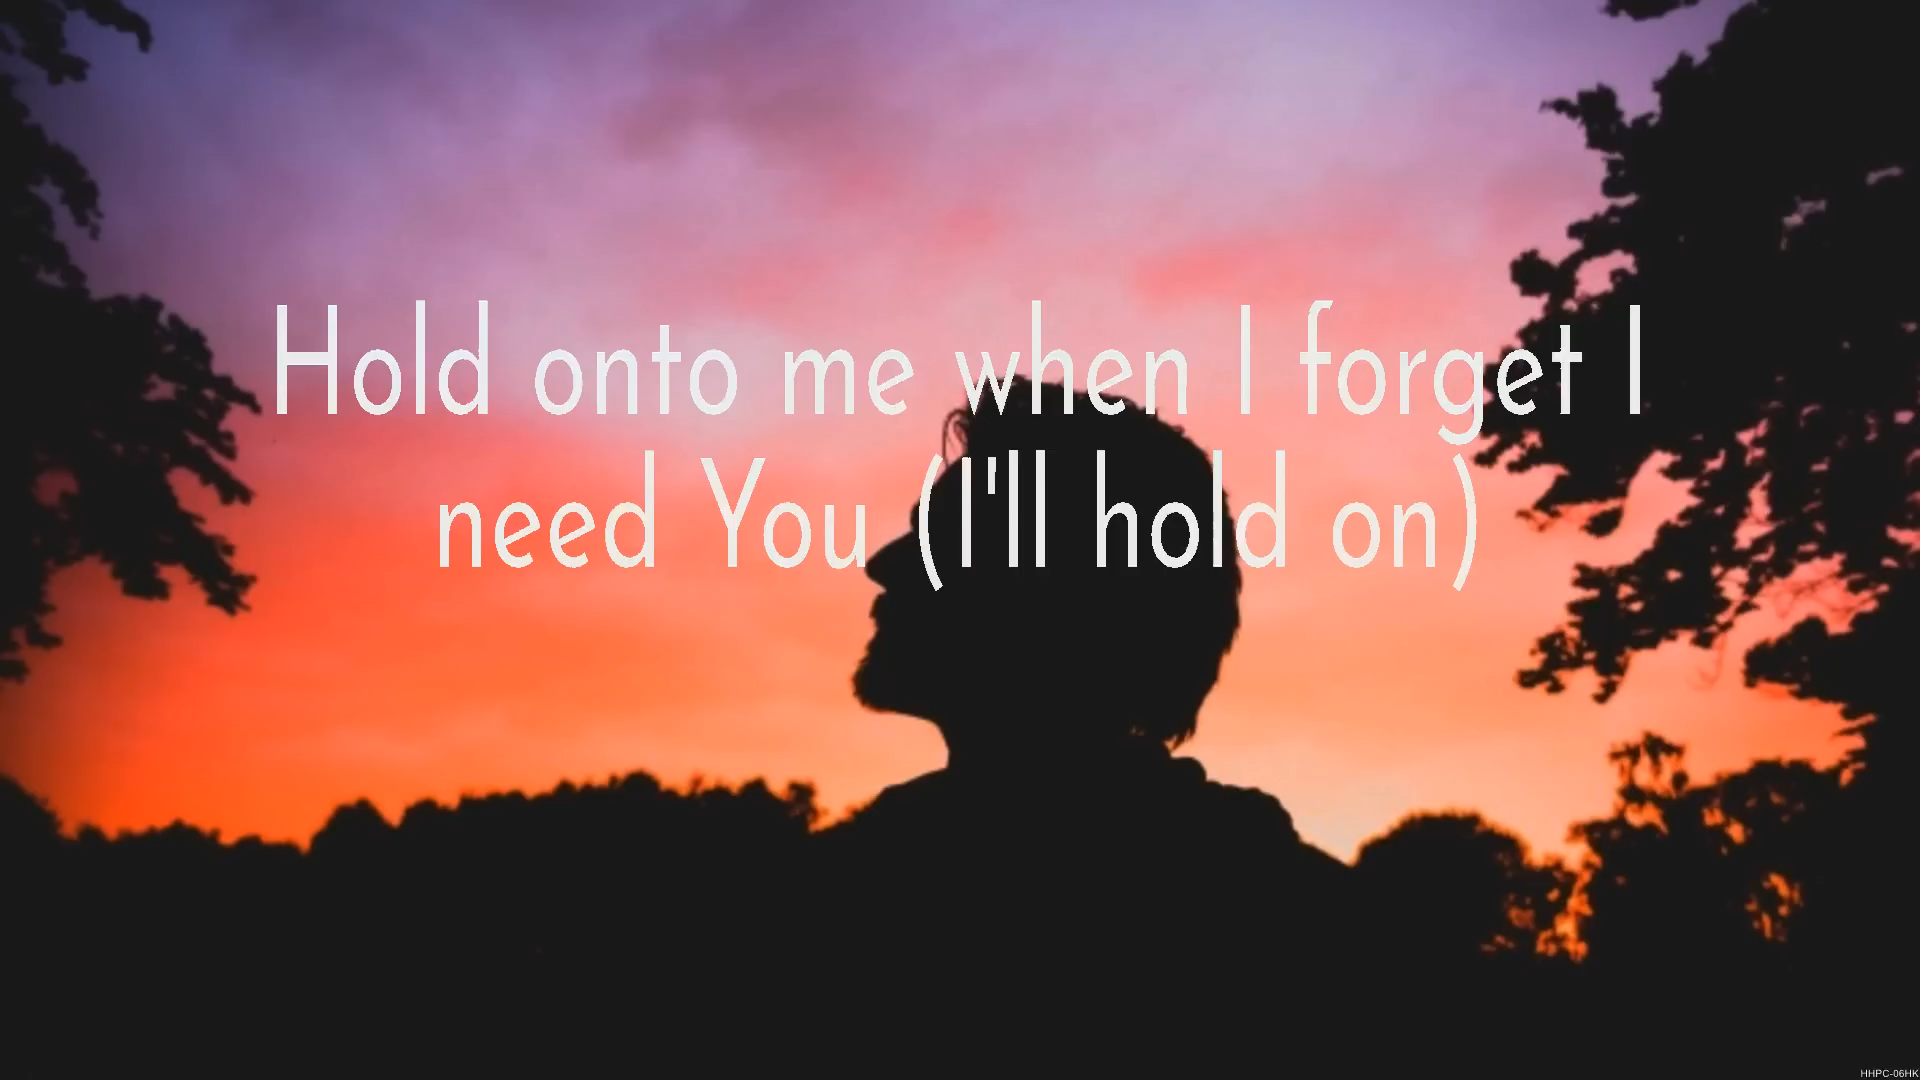 Hold onto me when I forget I
need You (I'll hold on)
HHPC-06HK